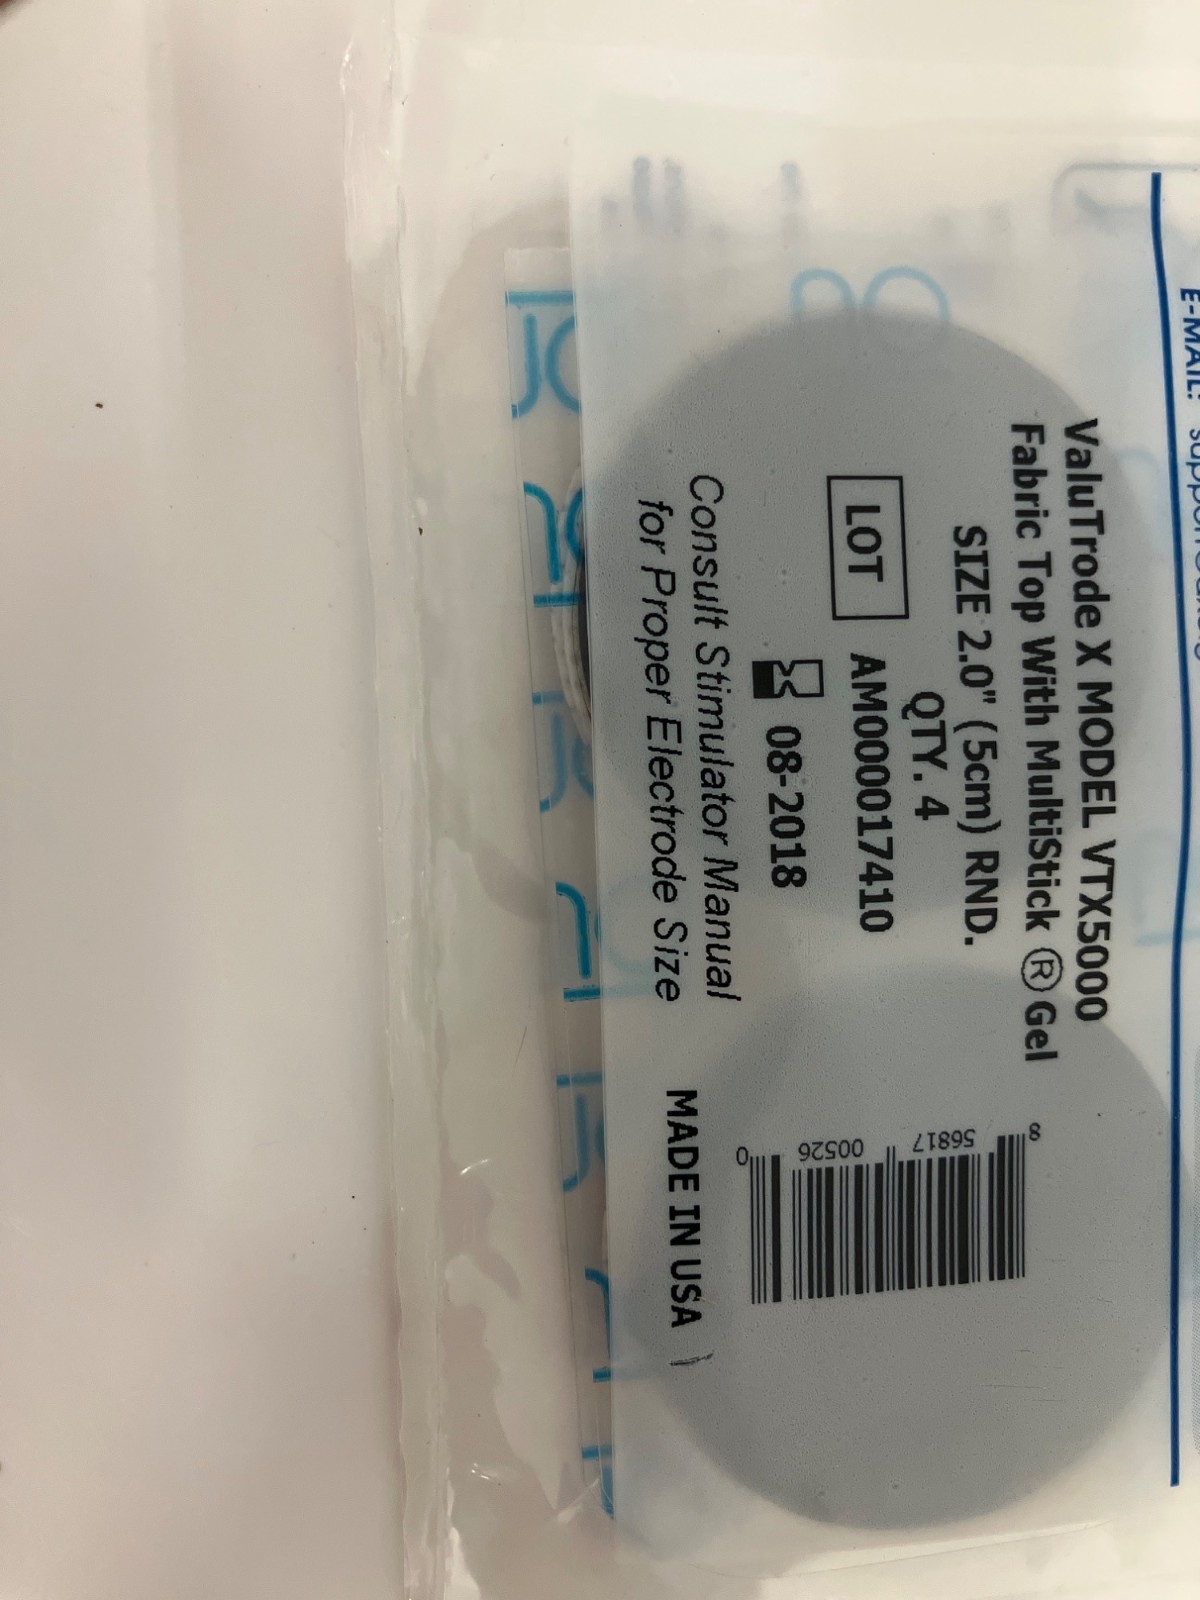 E-MAIL:
ValuTrode X MODEL VTX5000
Fabric Top With MultiStick ® Gel
SIZE 2.0" (5cm) RND.
QTY. 4
LOT AM000017410
08-2018
Consult Stimulator Manual
for Proper Electrode Size
MADE IN USA
8 56817 00526 0